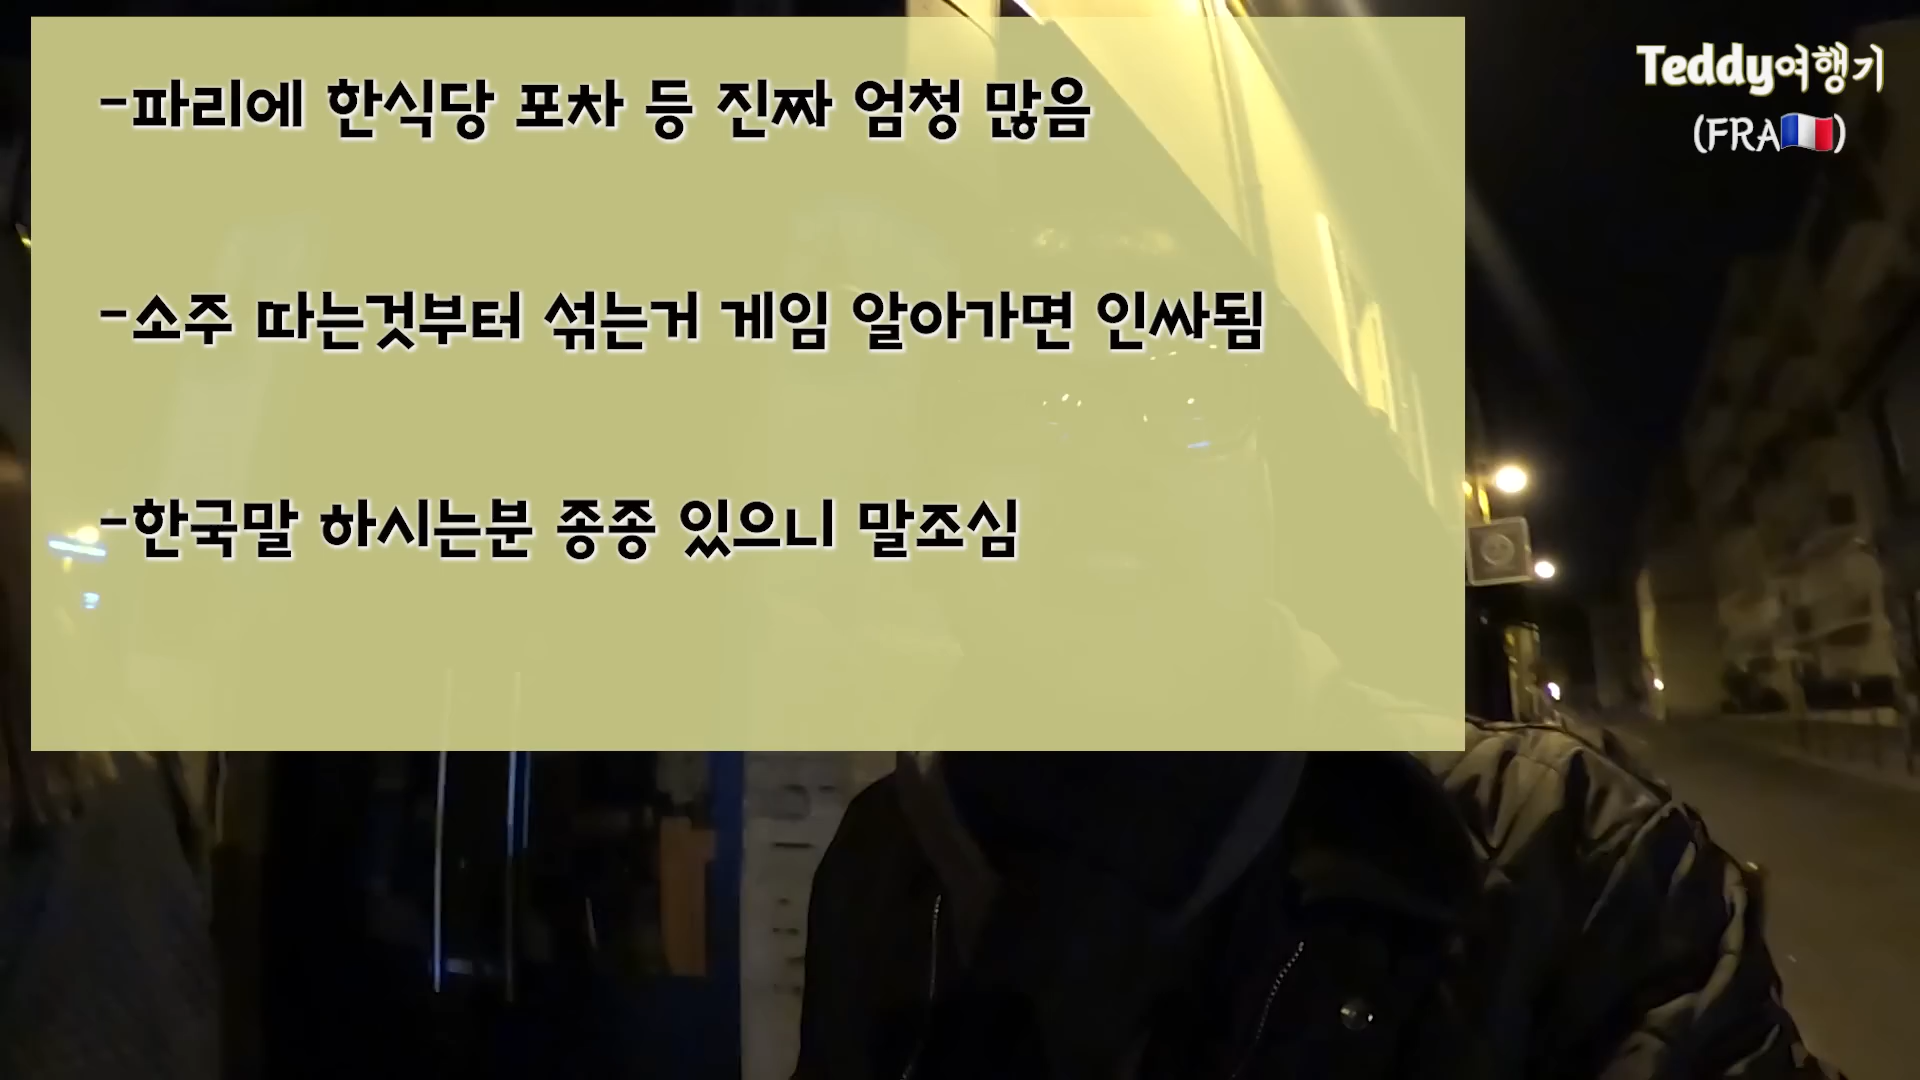 -파리에 한식당 포차 등 진짜 엄청 많음
-소주 따는것부터 섞는거 게임 알아가면 인싸됨
-한국말 하시는분 종종 있으니 말조심
Teddy여행기
(FRA🇫🇷)